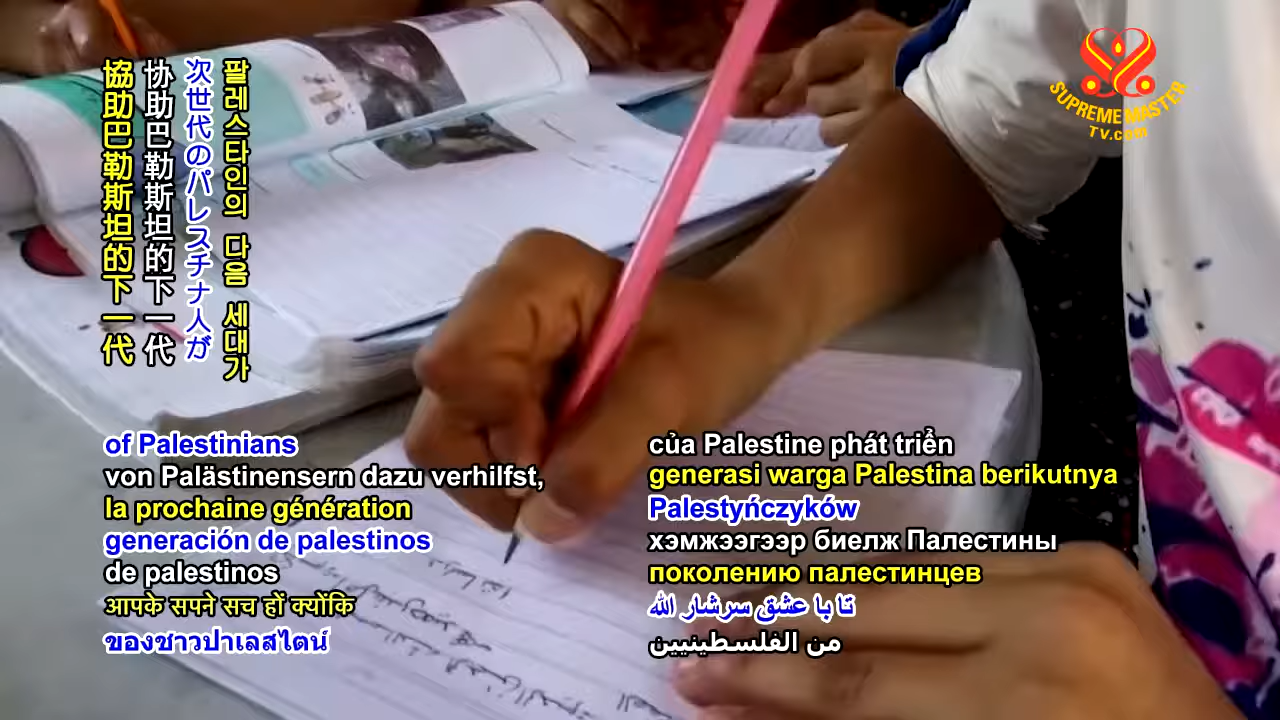 協助巴勒斯坦的下一代
协助巴勒斯坦的下一代
次世代のパレスチナ人が
팔레스타인의 다음 세대가
SUPREME MASTER
TV.com
of Palestinians
von Palästinensern dazu verhilfst,
la prochaine génération
generación de palestinos
de palestinos
आपके सपने सच हों क्योंकि
ของชาวปาเลสไตน์
của Palestine phát triển
generasi warga Palestina berikutnya
Palestyńczyków
хэмжээгээр биелж Палестины
поколению палестинцев
تا با عشق سرشار الله
من الفلسطينيين